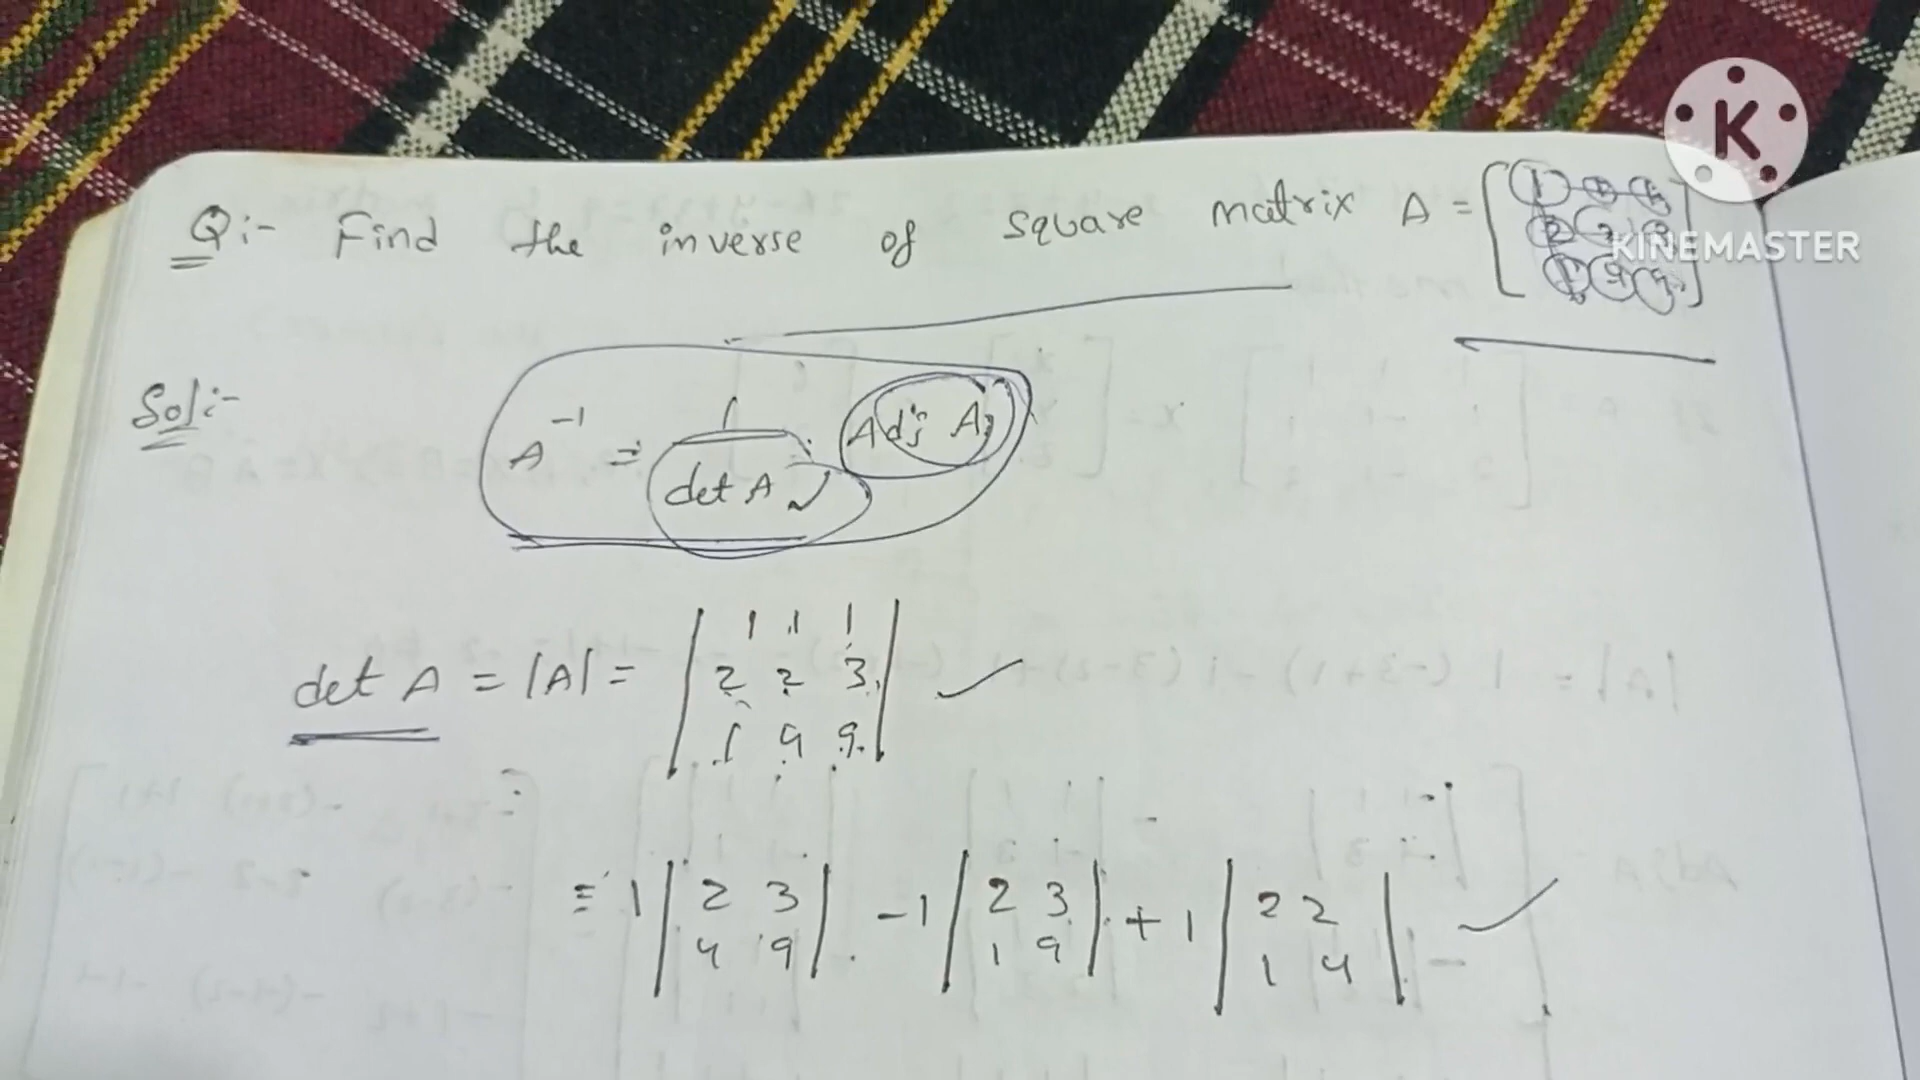 K
KINEMASTER
Q:- Find the inverse of square matrix A =
Sol:-
A⁻¹ = 1/det A . Adj A
det A = |A| = | 1 1 1 |
| 2 2 3 |
| 1 4 9 |
= 1 | 2 3 | -1 | 2 3 | + 1 | 2 2 |
| 4 9 | | 1 9 | | 1 4 |